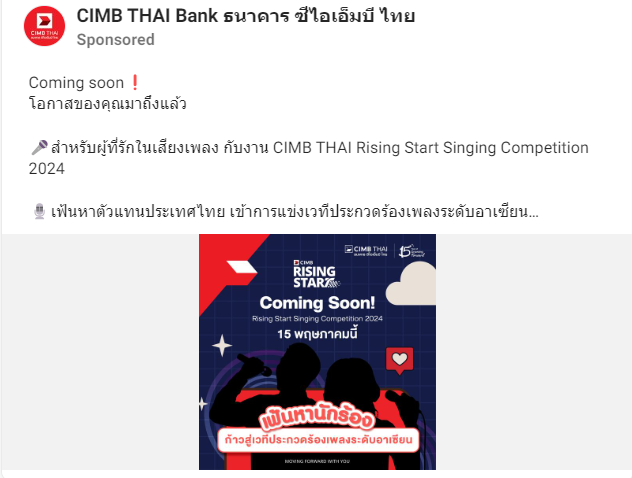 CIMB THAI Bank ธนาคาร ซีไอเอ็มบี ไทย
Sponsored
Coming soon❗
โอกาสของคุณมาถึงแล้ว
🎤สำหรับผู้ที่รักในเสียงเพลง กับงาน CIMB THAI Rising Start Singing Competition
2024
🎙️เฟ้นหาตัวแทนประเทศไทย เข้าการแข่งเวทีประกวดร้องเพลงระดับอาเซียน...
CIMB THAI
CIMB THAI
15
CIMB
RISING
START
Coming Soon!
Rising Start Singing Competition 2024
15 พฤษภาคมนี้
เฟ้นหานักร้อง
ก้าวสู่เวทีประกวดร้องเพลงระดับอาเซียน
MOVING FORWARD WITH YOU